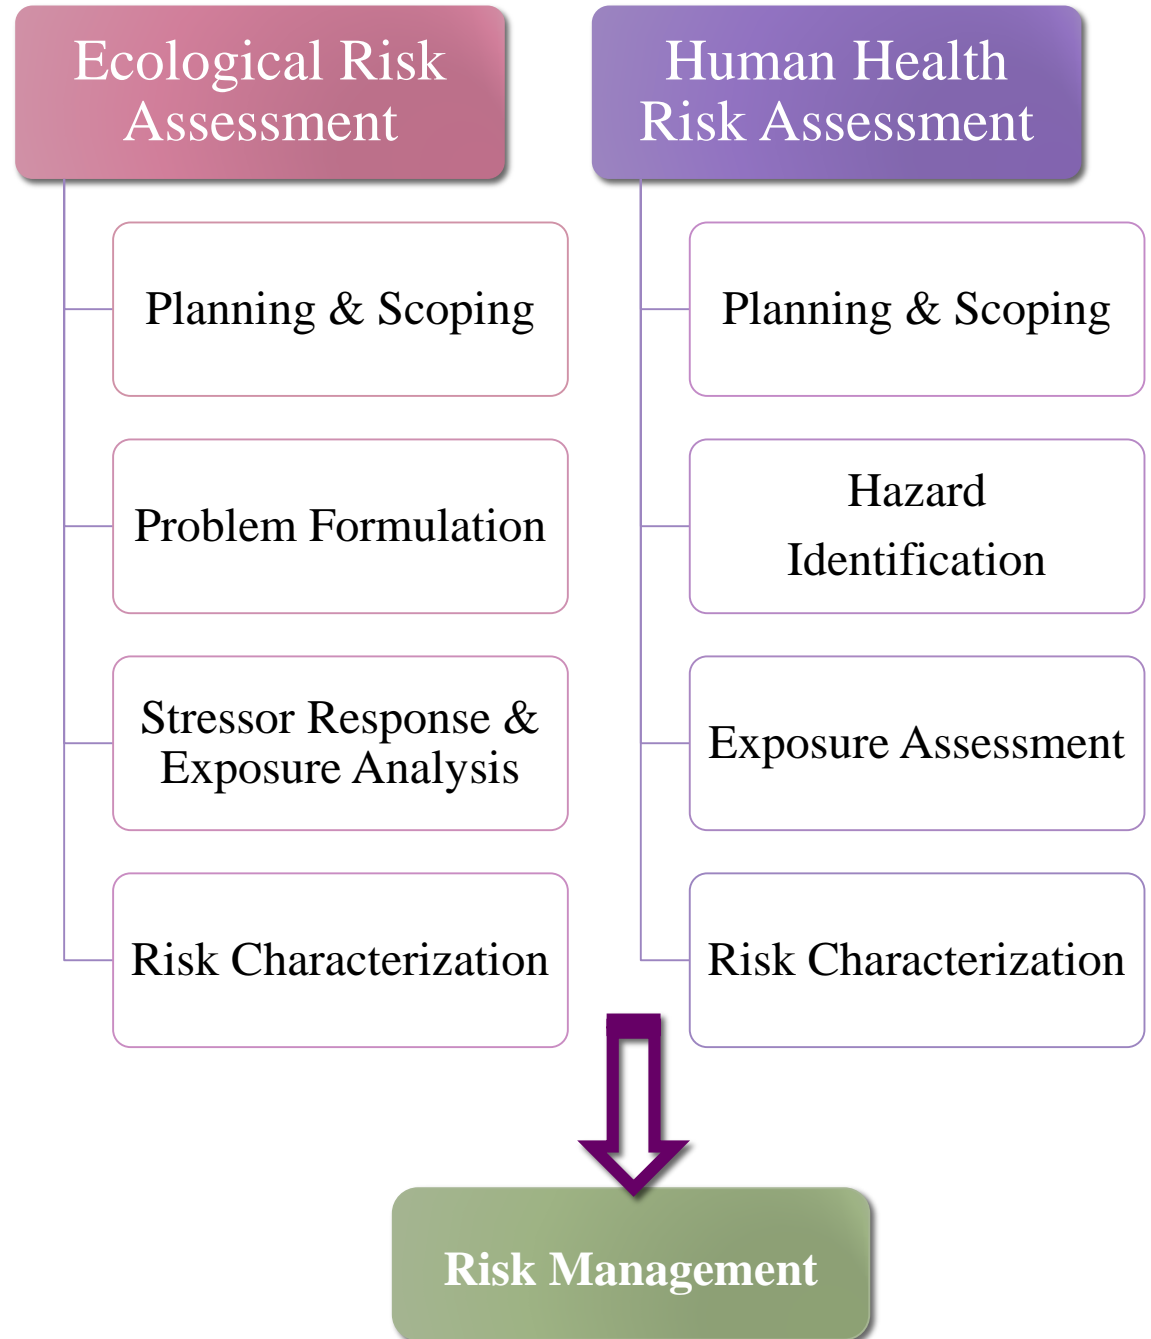 Ecological Risk
Assessment
Planning & Scoping
Problem Formulation
Stressor Response &
Exposure Analysis
Risk Characterization
Human Health
Risk Assessment
Planning & Scoping
Hazard
Identification
Exposure Assessment
Risk Characterization
Risk Management